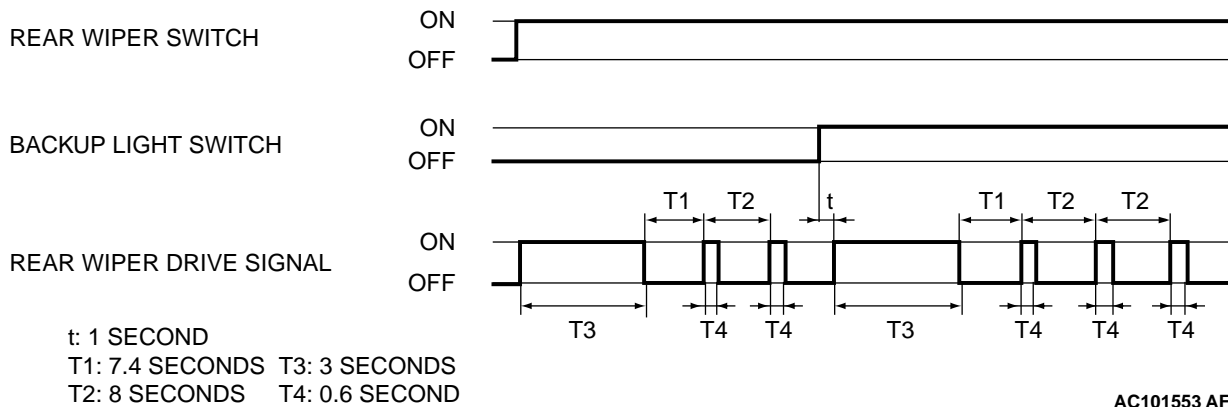 REAR WIPER SWITCH
ON
OFF
BACKUP LIGHT SWITCH
ON
OFF
T1 T2 t T1 T2 T2
REAR WIPER DRIVE SIGNAL
ON
OFF
T3 T4 T4 T3 T4 T4 T4
t: 1 SECOND
T1: 7.4 SECONDS T3: 3 SECONDS
T2: 8 SECONDS T4: 0.6 SECOND
AC101553